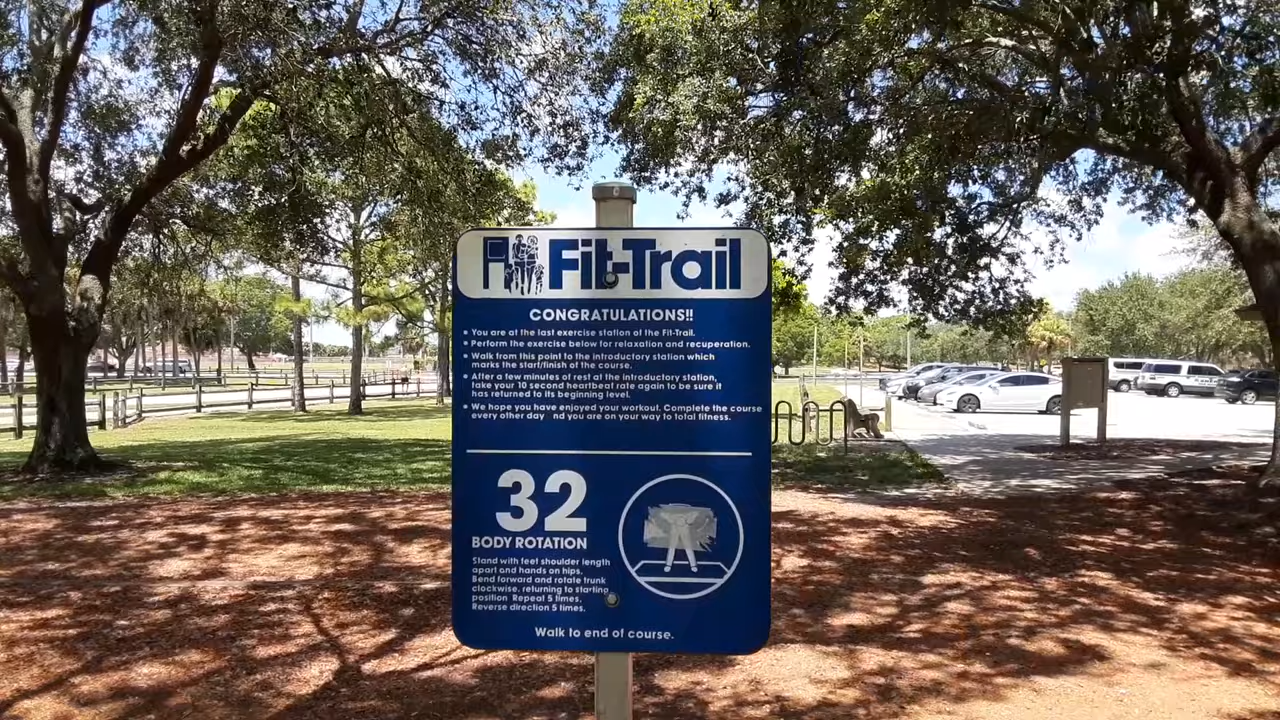 Fit-Trail
CONGRATULATIONS!!
You are at the last exercise station of the Fit-Trail.
Perform the exercise below for relaxation and recuperation.
Walk from this point to the introductory station which
marks the start/finish of the course.
After a few minutes of rest at the introductory station,
take your 10 second heartbeat rate again to be sure it
has returned to its beginning level.
We hope you have enjoyed your workout. Complete the course
every other day nd you are on your way to total fitness.
32
BODY ROTATION
Stand with feet shoulder length
apart and hands on hips.
Bend forward and rotate trunk
clockwise, returning to starting
position Repeat 5 times.
Reverse direction 5 times.
Walk to end of course.